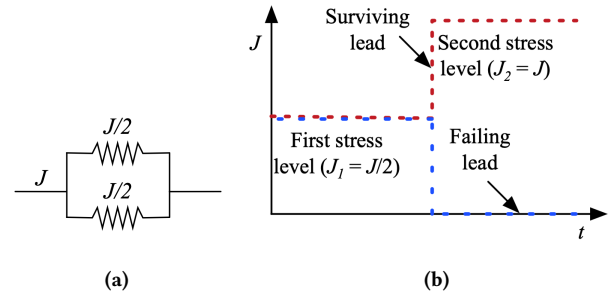 J/2
J
J/2
(a)
J
Surviving
lead
Second stress
level (J₂ = J)
First stress
level (J₁ = J/2)
Failing
lead
t
(b)